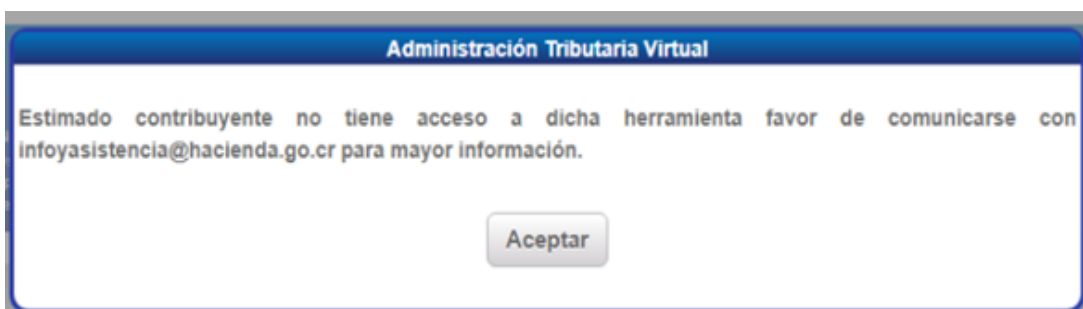 Administración Tributaria Virtual
Estimado contribuyente no tiene acceso a dicha herramienta favor de comunicarse con
infoyasistencia@hacienda.go.cr para mayor información.
Aceptar